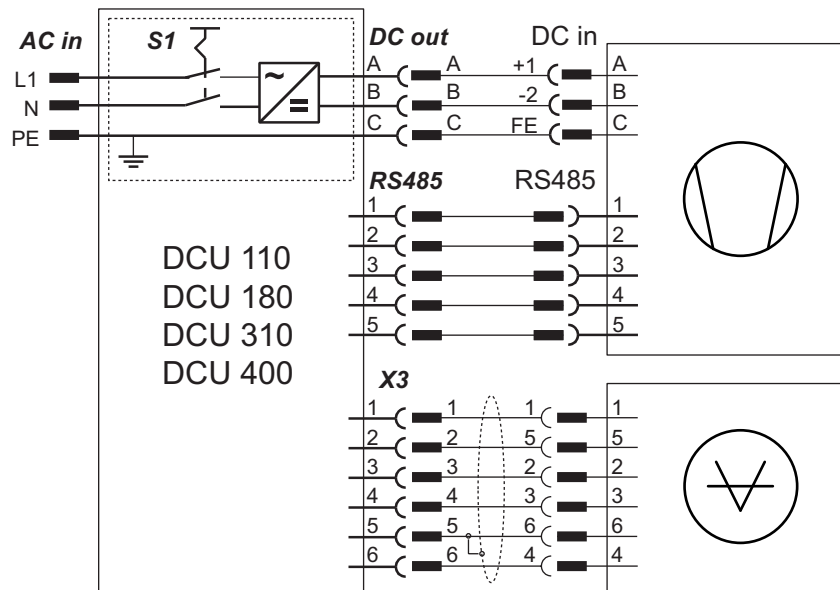 AC in S1 DC out DC in
L1 A A +1 A
N B B -2 B
PE C C FE C
RS485 RS485
1 1
2 2
3 3
4 4
5 5
DCU 110
DCU 180
DCU 310
DCU 400
X3
1 1 1 1
2 2 5 5
3 3 2 2
4 4 3 3
5 5 6 6
6 6 4 4